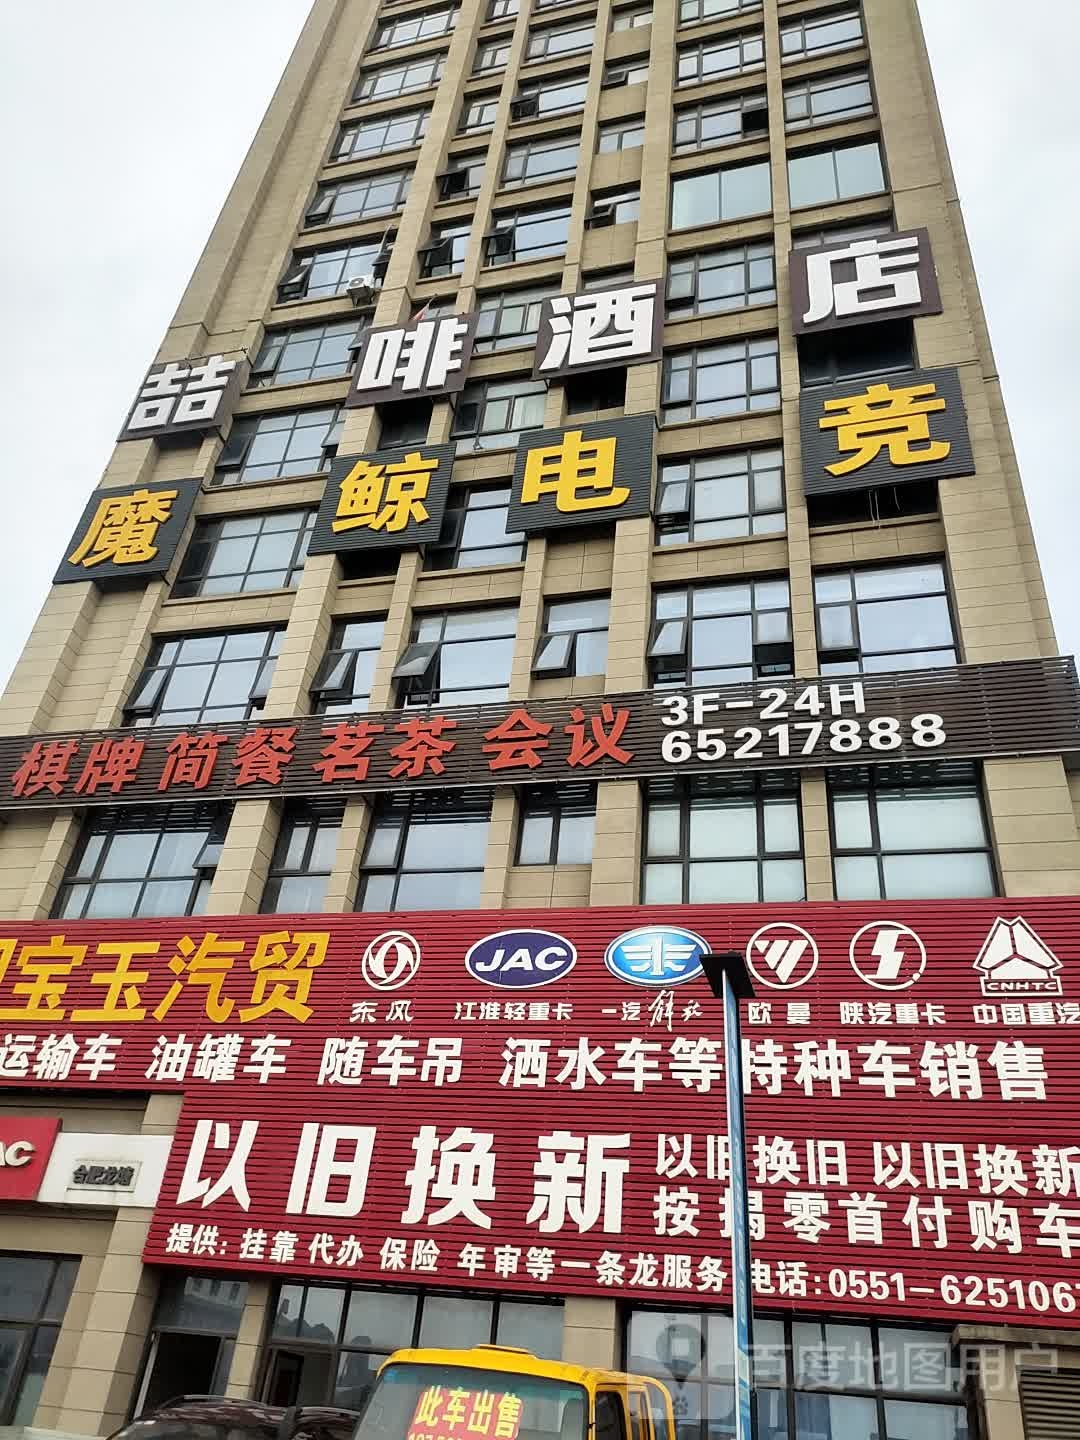 喆啡酒店
魔鲸电竞
棋牌 简餐 茗茶 会议
3F-24H
65217888
宝玉汽贸
东风
JAC
江淮轻重卡
一汽解放
欧曼
陕汽重卡
CNHTC
中国重汽
运输车 油罐车 随车吊 洒水车等特种车销售
以旧换新
以旧换旧 以旧换新
按揭零首付购车
提供:挂靠 代办 保险 年审等一条龙服务 电话:0551-6251067
AC
合肥龙塘
此车出售
百度地图用户